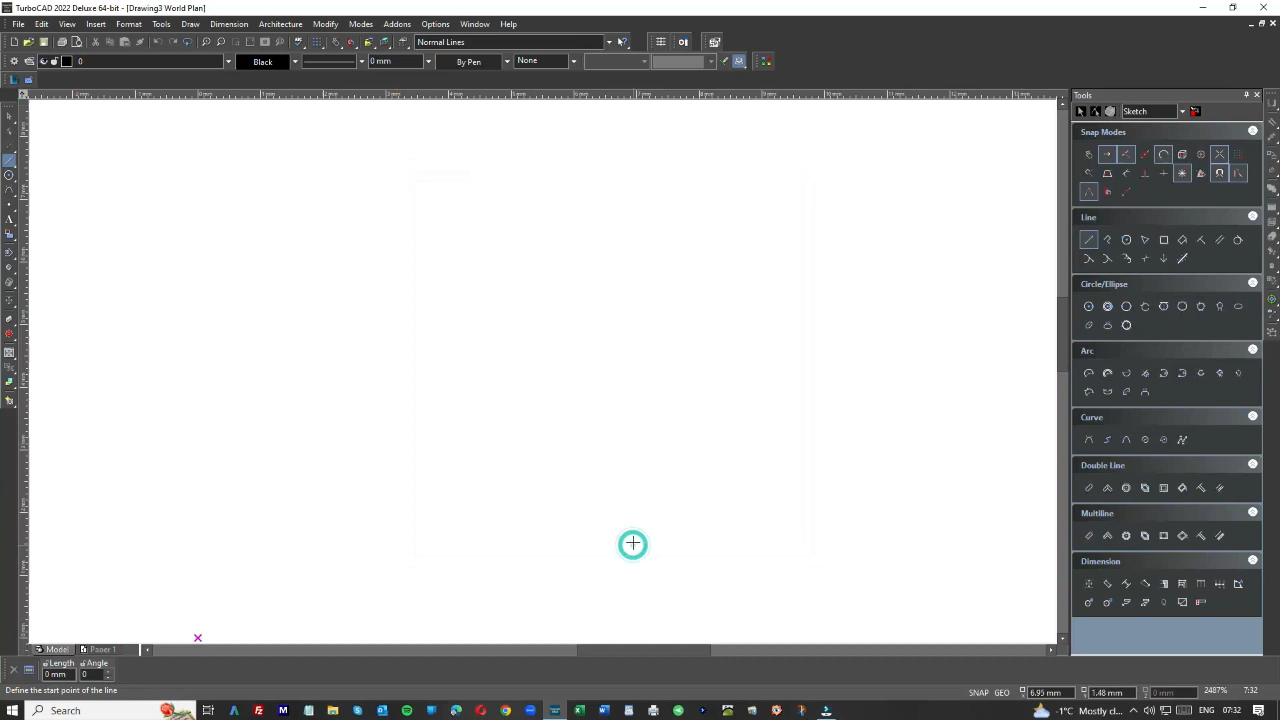 TurboCAD 2022 Deluxe 64-bit - [Drawing3 World Plan]
File Edit View Insert Format Tools Draw Dimension Architecture Modify Modes Addons Options Window Help
Normal Lines
0 Black 0 mm By Pen None
Tools
Sketch
Snap Modes
Line
Circle/Ellipse
Arc
Curve
Double Line
Multiline
Dimension
Model Paper 1
Length Angle
0 mm 0
Define the start point of the line
SNAP GEO 6.95 mm 1.48 mm 0 mm 2487% 7:32
Search
-1°C Mostly cl...
07:32